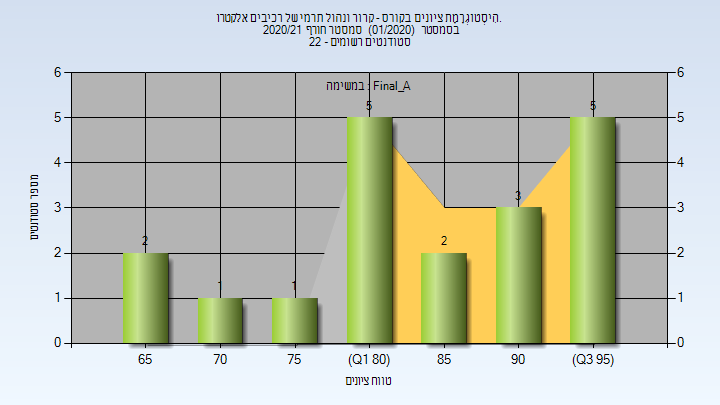 היסטוגרמת ציונים בקורס - קרור ונהול תרמי של רכיבים אלקטרו.
בסמסטר (01/2020) סמסטר חורף 2020/21
סטודנטים רשומים - 22
במשימה : Final_A
מספר סטודנטים
6 5 4 3 2 1 0
2 1 1 5 2 3 5
6 5 4 3 2 1 0
65 70 75 (Q1 80) 85 90 (Q3 95)
טווח ציונים